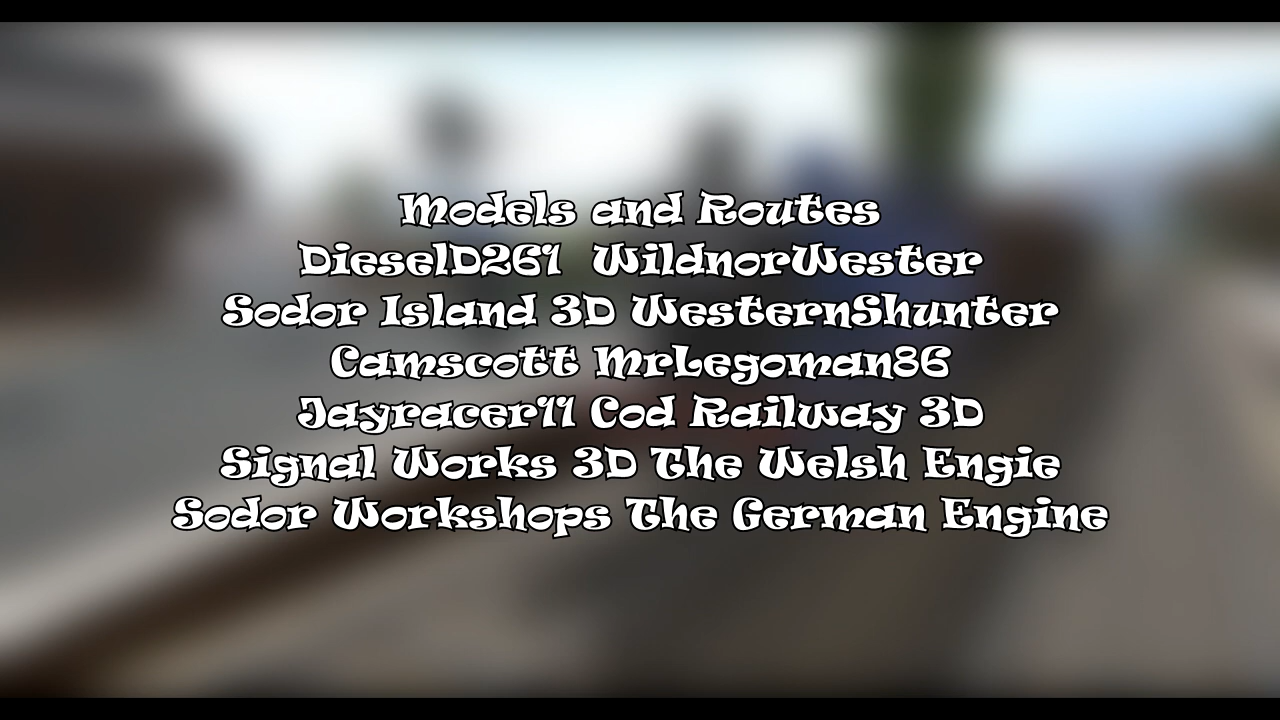 Models and Routes
DieselD261 WildnorWester
Sodor Island 3D WesternShunter
Camscott MrLegoman86
Jayracer11 Cod Railway 3D
Signal Works 3D The Welsh Engie
Sodor Workshops The German Engine